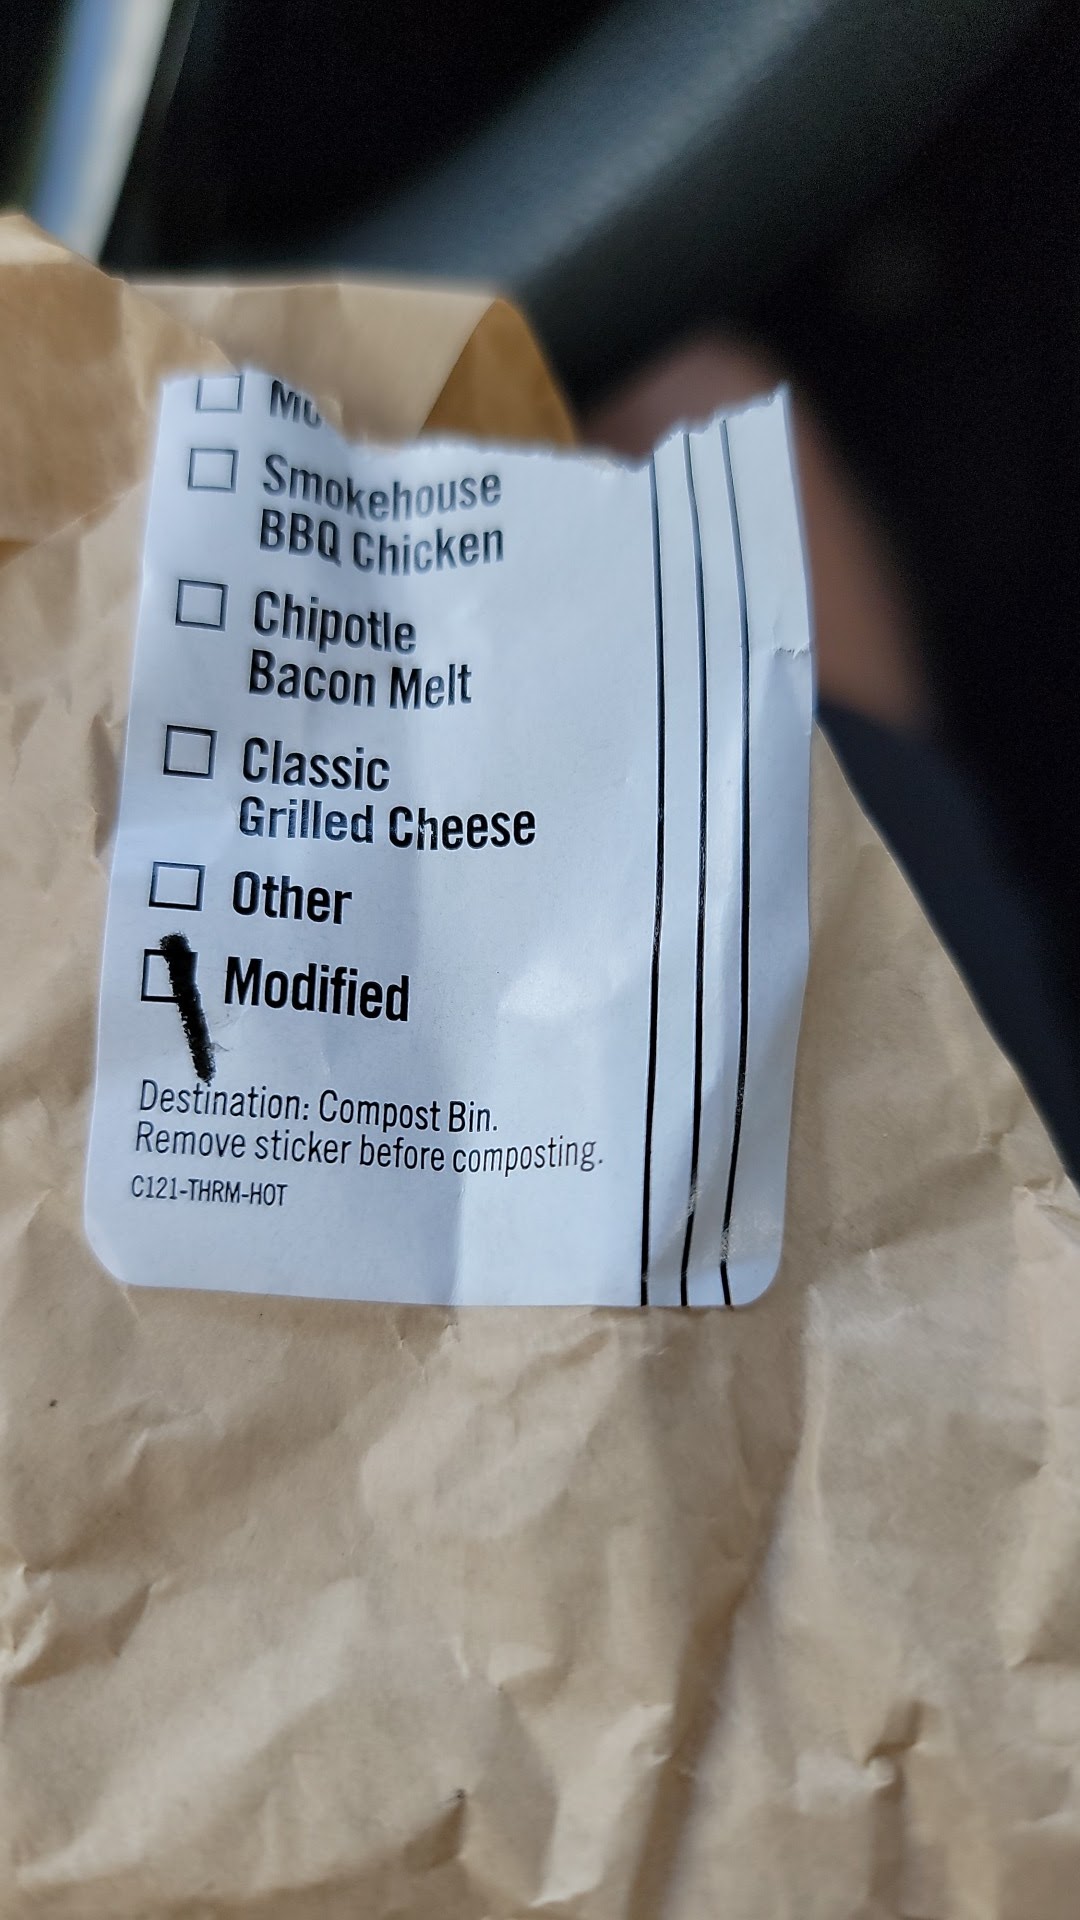 Smokehouse
BBQ Chicken
Chipotle
Bacon Melt
Classic
Grilled Cheese
Other
Modified
Destination: Compost Bin.
Remove sticker before composting.
C121-THRM-HOT